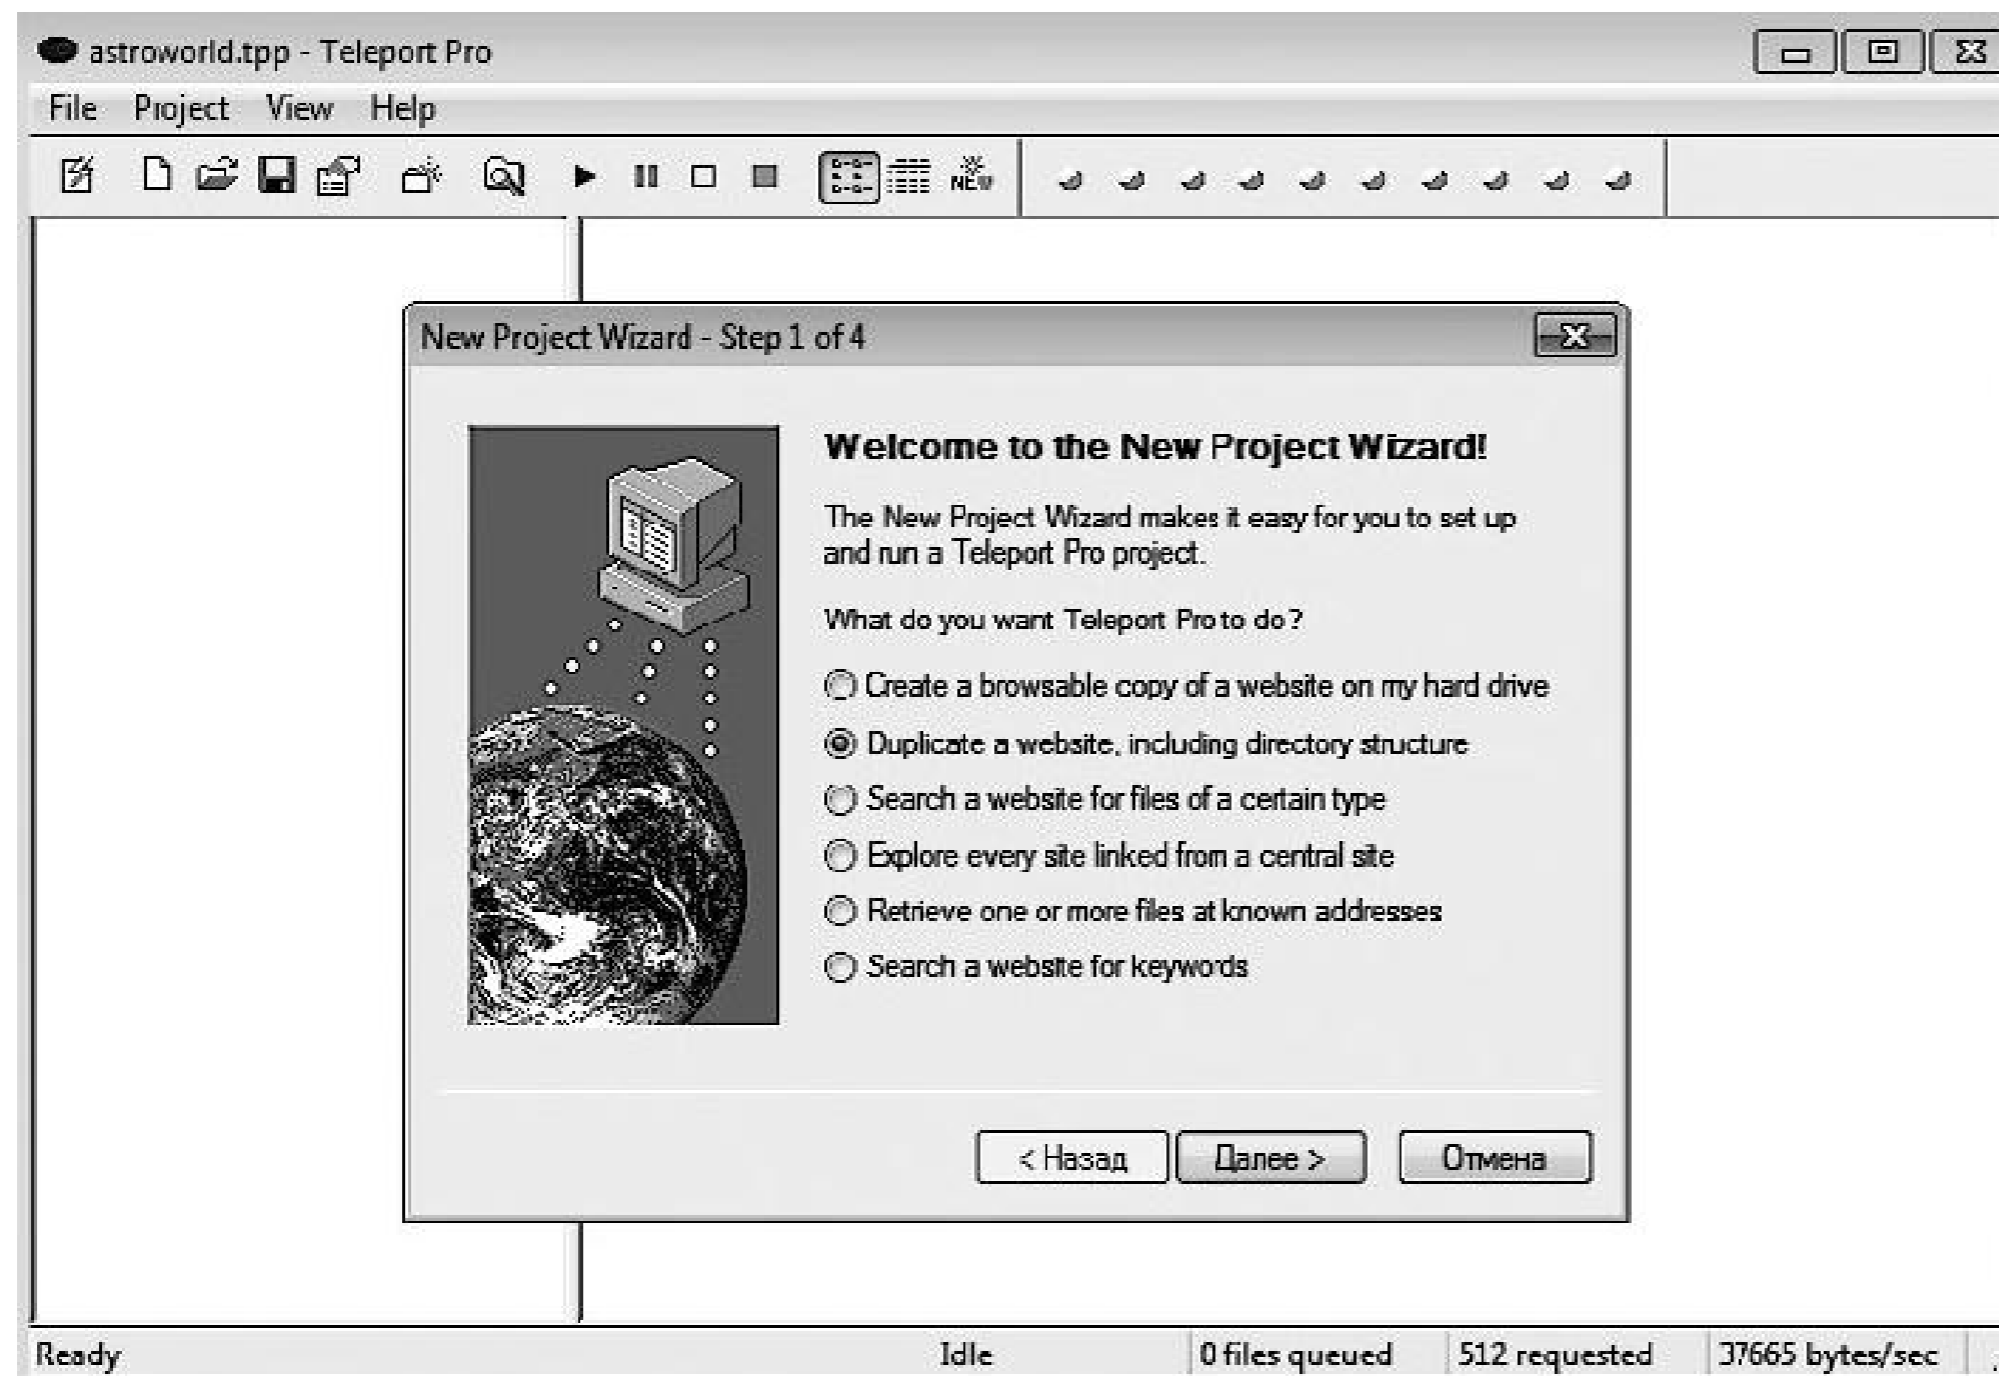 astroworld.tpp - Teleport Pro
File Project View Help
NEW
New Project Wizard - Step 1 of 4
Welcome to the New Project Wizard!
The New Project Wizard makes it easy for you to set up
and run a Teleport Pro project.
What do you want Teleport Pro to do?
Create a browsable copy of a website on my hard drive
Duplicate a website, including directory structure
Search a website for files of a certain type
Explore every site linked from a central site
Retrieve one or more files at known addresses
Search a website for keywords
< Назад Далее > Отмена
Ready Idle 0 files queued 512 requested 37665 bytes/sec